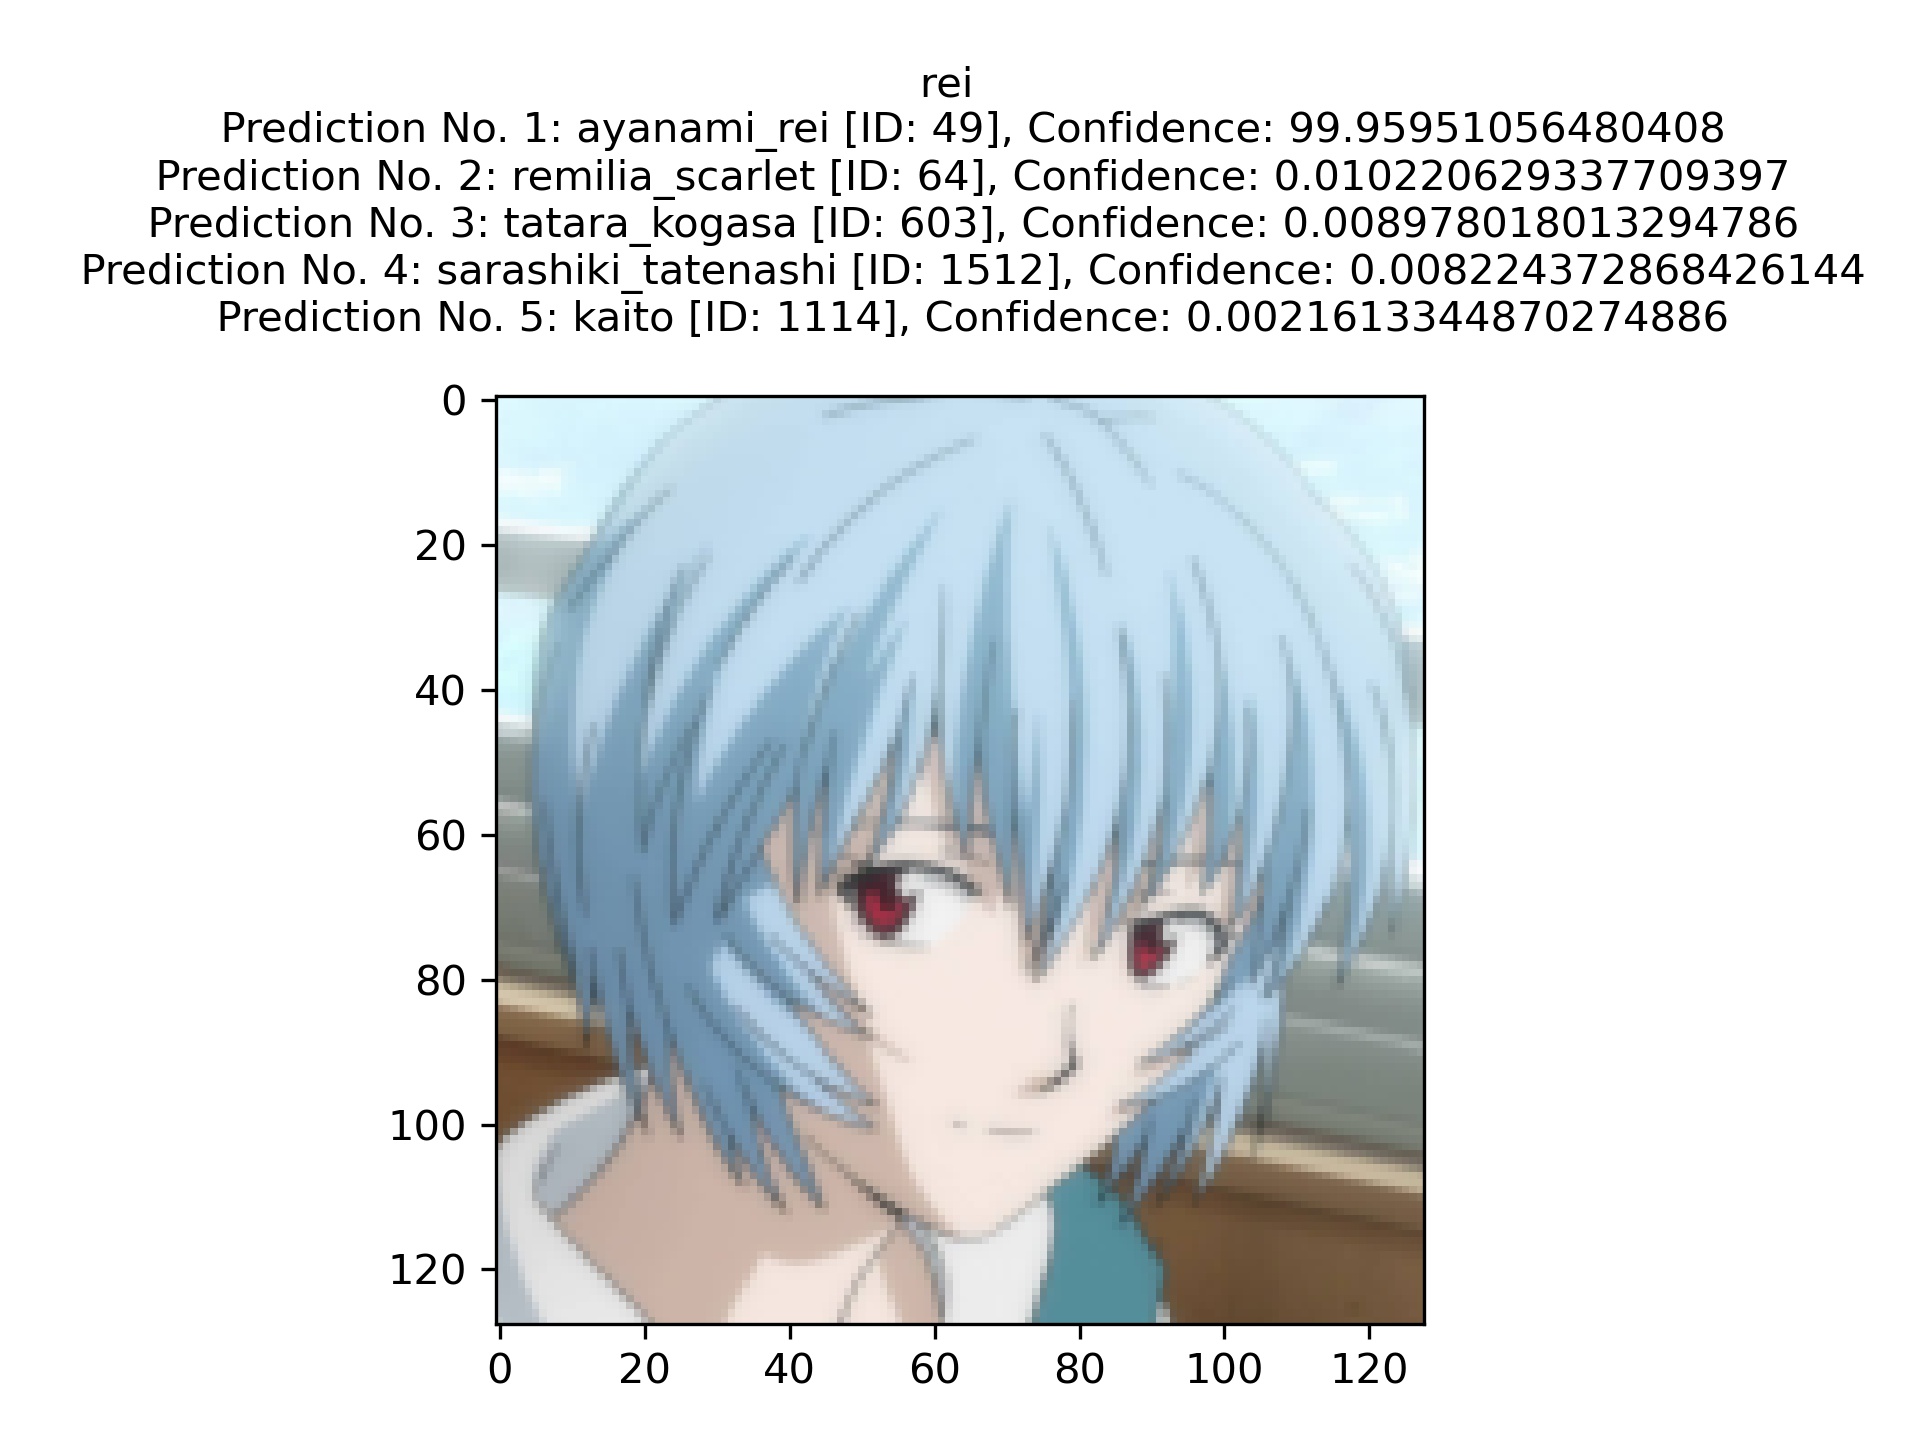 rei
Prediction No. 1: ayanami_rei [ID: 49], Confidence: 99.95951056480408
Prediction No. 2: remilia_scarlet [ID: 64], Confidence: 0.010220629337709397
Prediction No. 3: tatara_kogasa [ID: 603], Confidence: 0.008978018013294786
Prediction No. 4: sarashiki_tatenashi [ID: 1512], Confidence: 0.008224372868426144
Prediction No. 5: kaito [ID: 1114], Confidence: 0.0021613344870274886
0
20
40
60
80
100
120
0 20 40 60 80 100 120